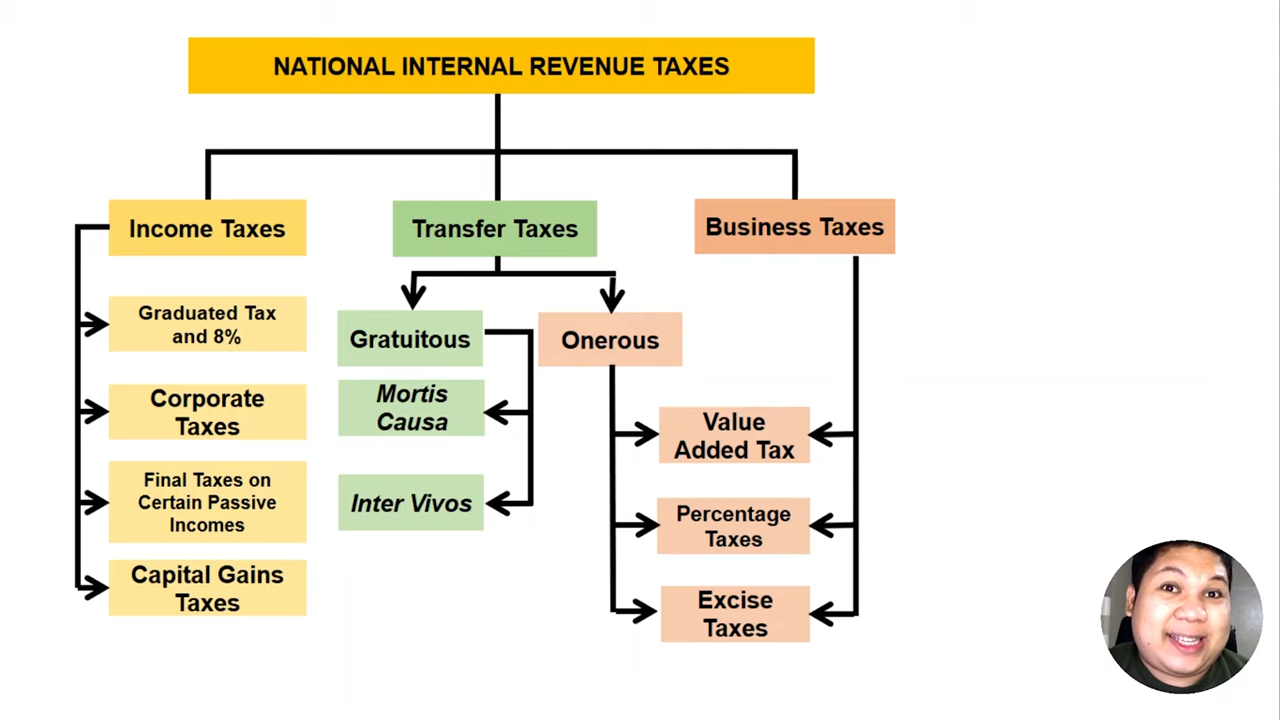 NATIONAL INTERNAL REVENUE TAXES
Income Taxes
Graduated Tax
and 8%
Corporate
Taxes
Final Taxes on
Certain Passive
Incomes
Capital Gains
Taxes
Transfer Taxes
Gratuitous
Mortis
Causa
Inter Vivos
Onerous
Business Taxes
Value
Added Tax
Percentage
Taxes
Excise
Taxes